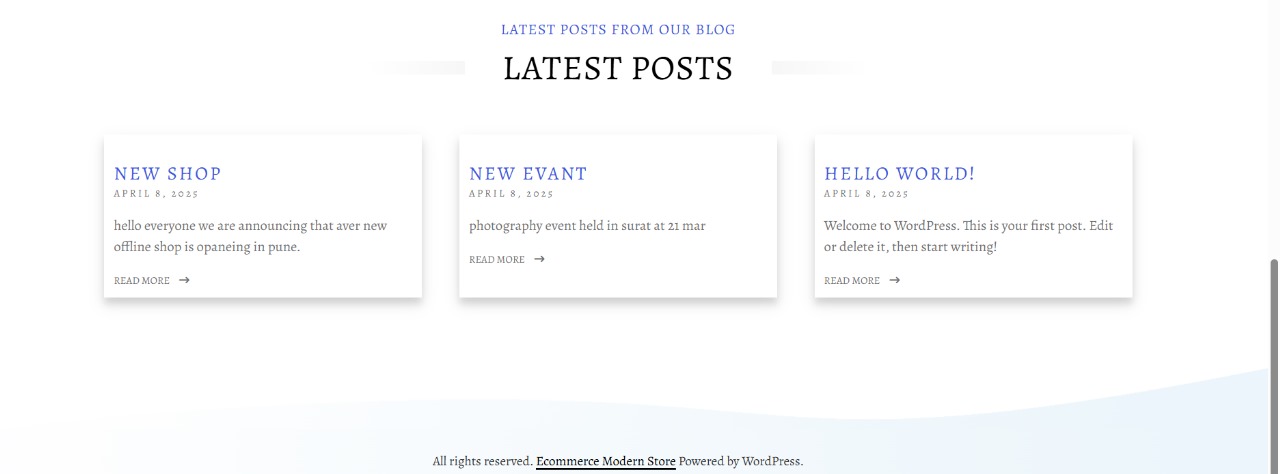 LATEST POSTS FROM OUR BLOG
LATEST POSTS
NEW SHOP
APRIL 8, 2025
hello everyone we are announcing that aver new
offline shop is opaneing in pune.
READ MORE →
NEW EVANT
APRIL 8, 2025
photography event held in surat at 21 mar
READ MORE →
HELLO WORLD!
APRIL 8, 2025
Welcome to WordPress. This is your first post. Edit
or delete it, then start writing!
READ MORE →
All rights reserved. Ecommerce Modern Store Powered by WordPress.